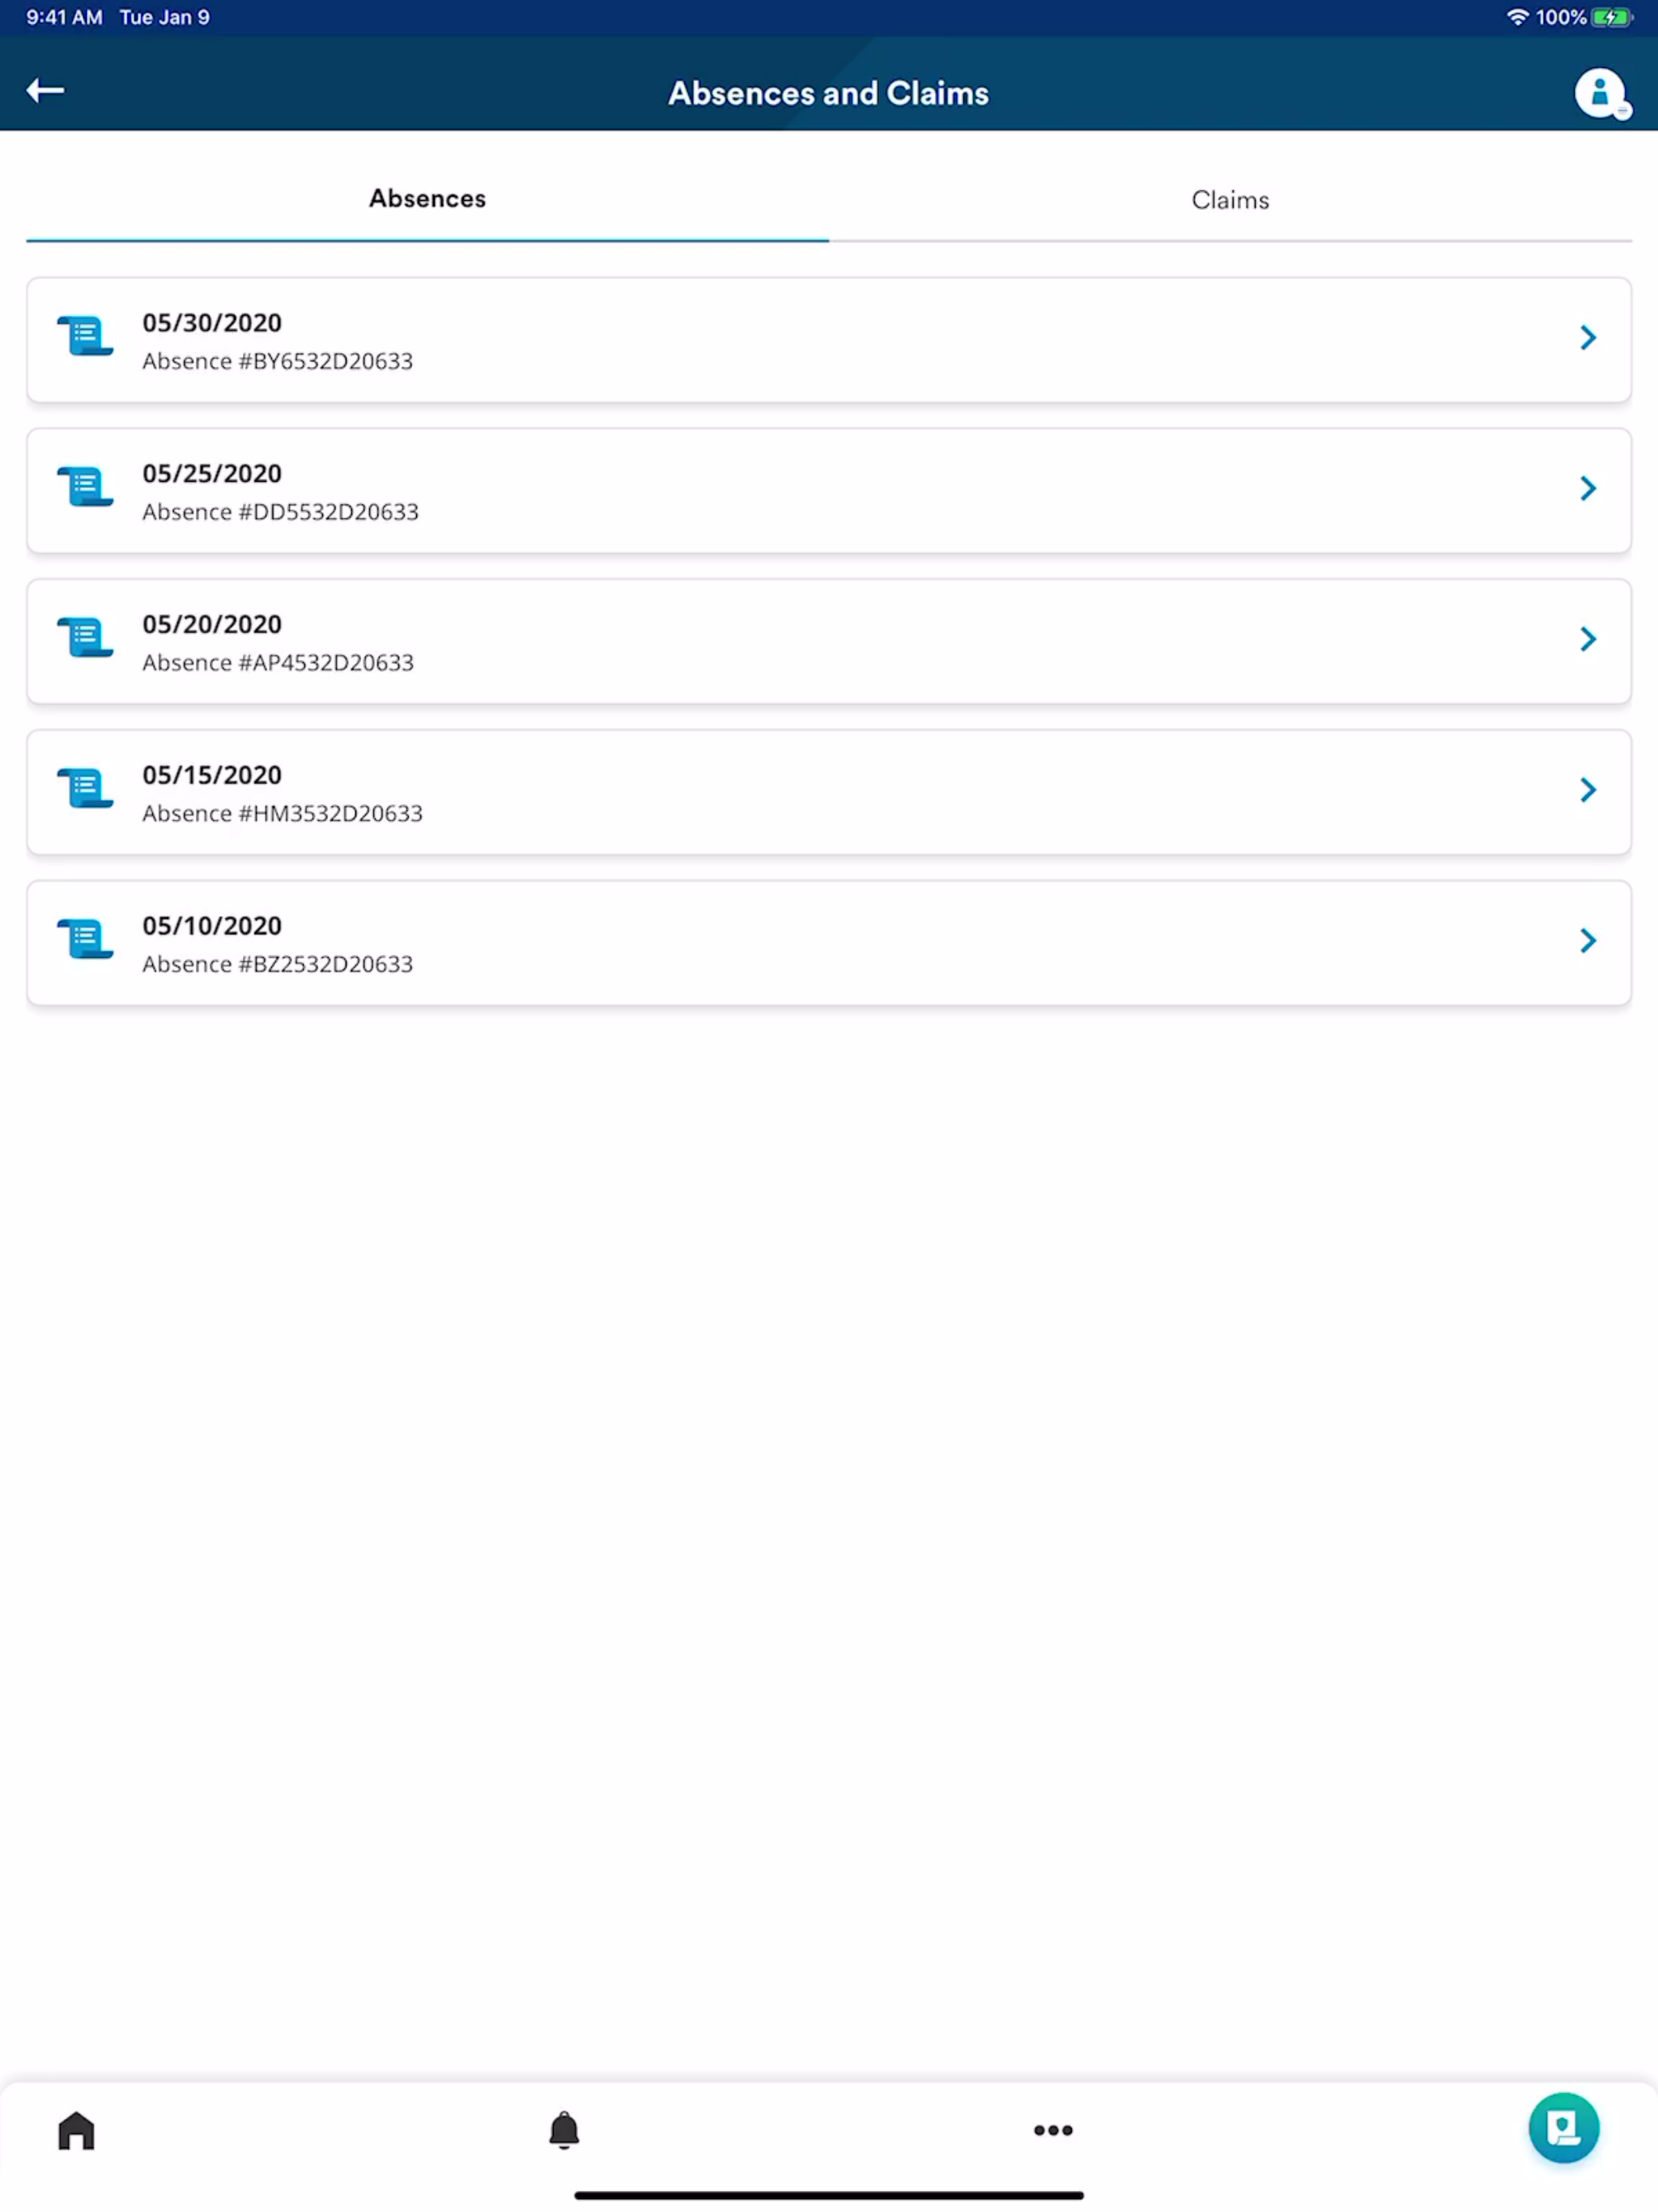 9:41 AM Tue Jan 9 100%
Absences and Claims
Absences Claims
05/30/2020
Absence #BY6532D20633
05/25/2020
Absence #DD5532D20633
05/20/2020
Absence #AP4532D20633
05/15/2020
Absence #HM3532D20633
05/10/2020
Absence #BZ2532D20633